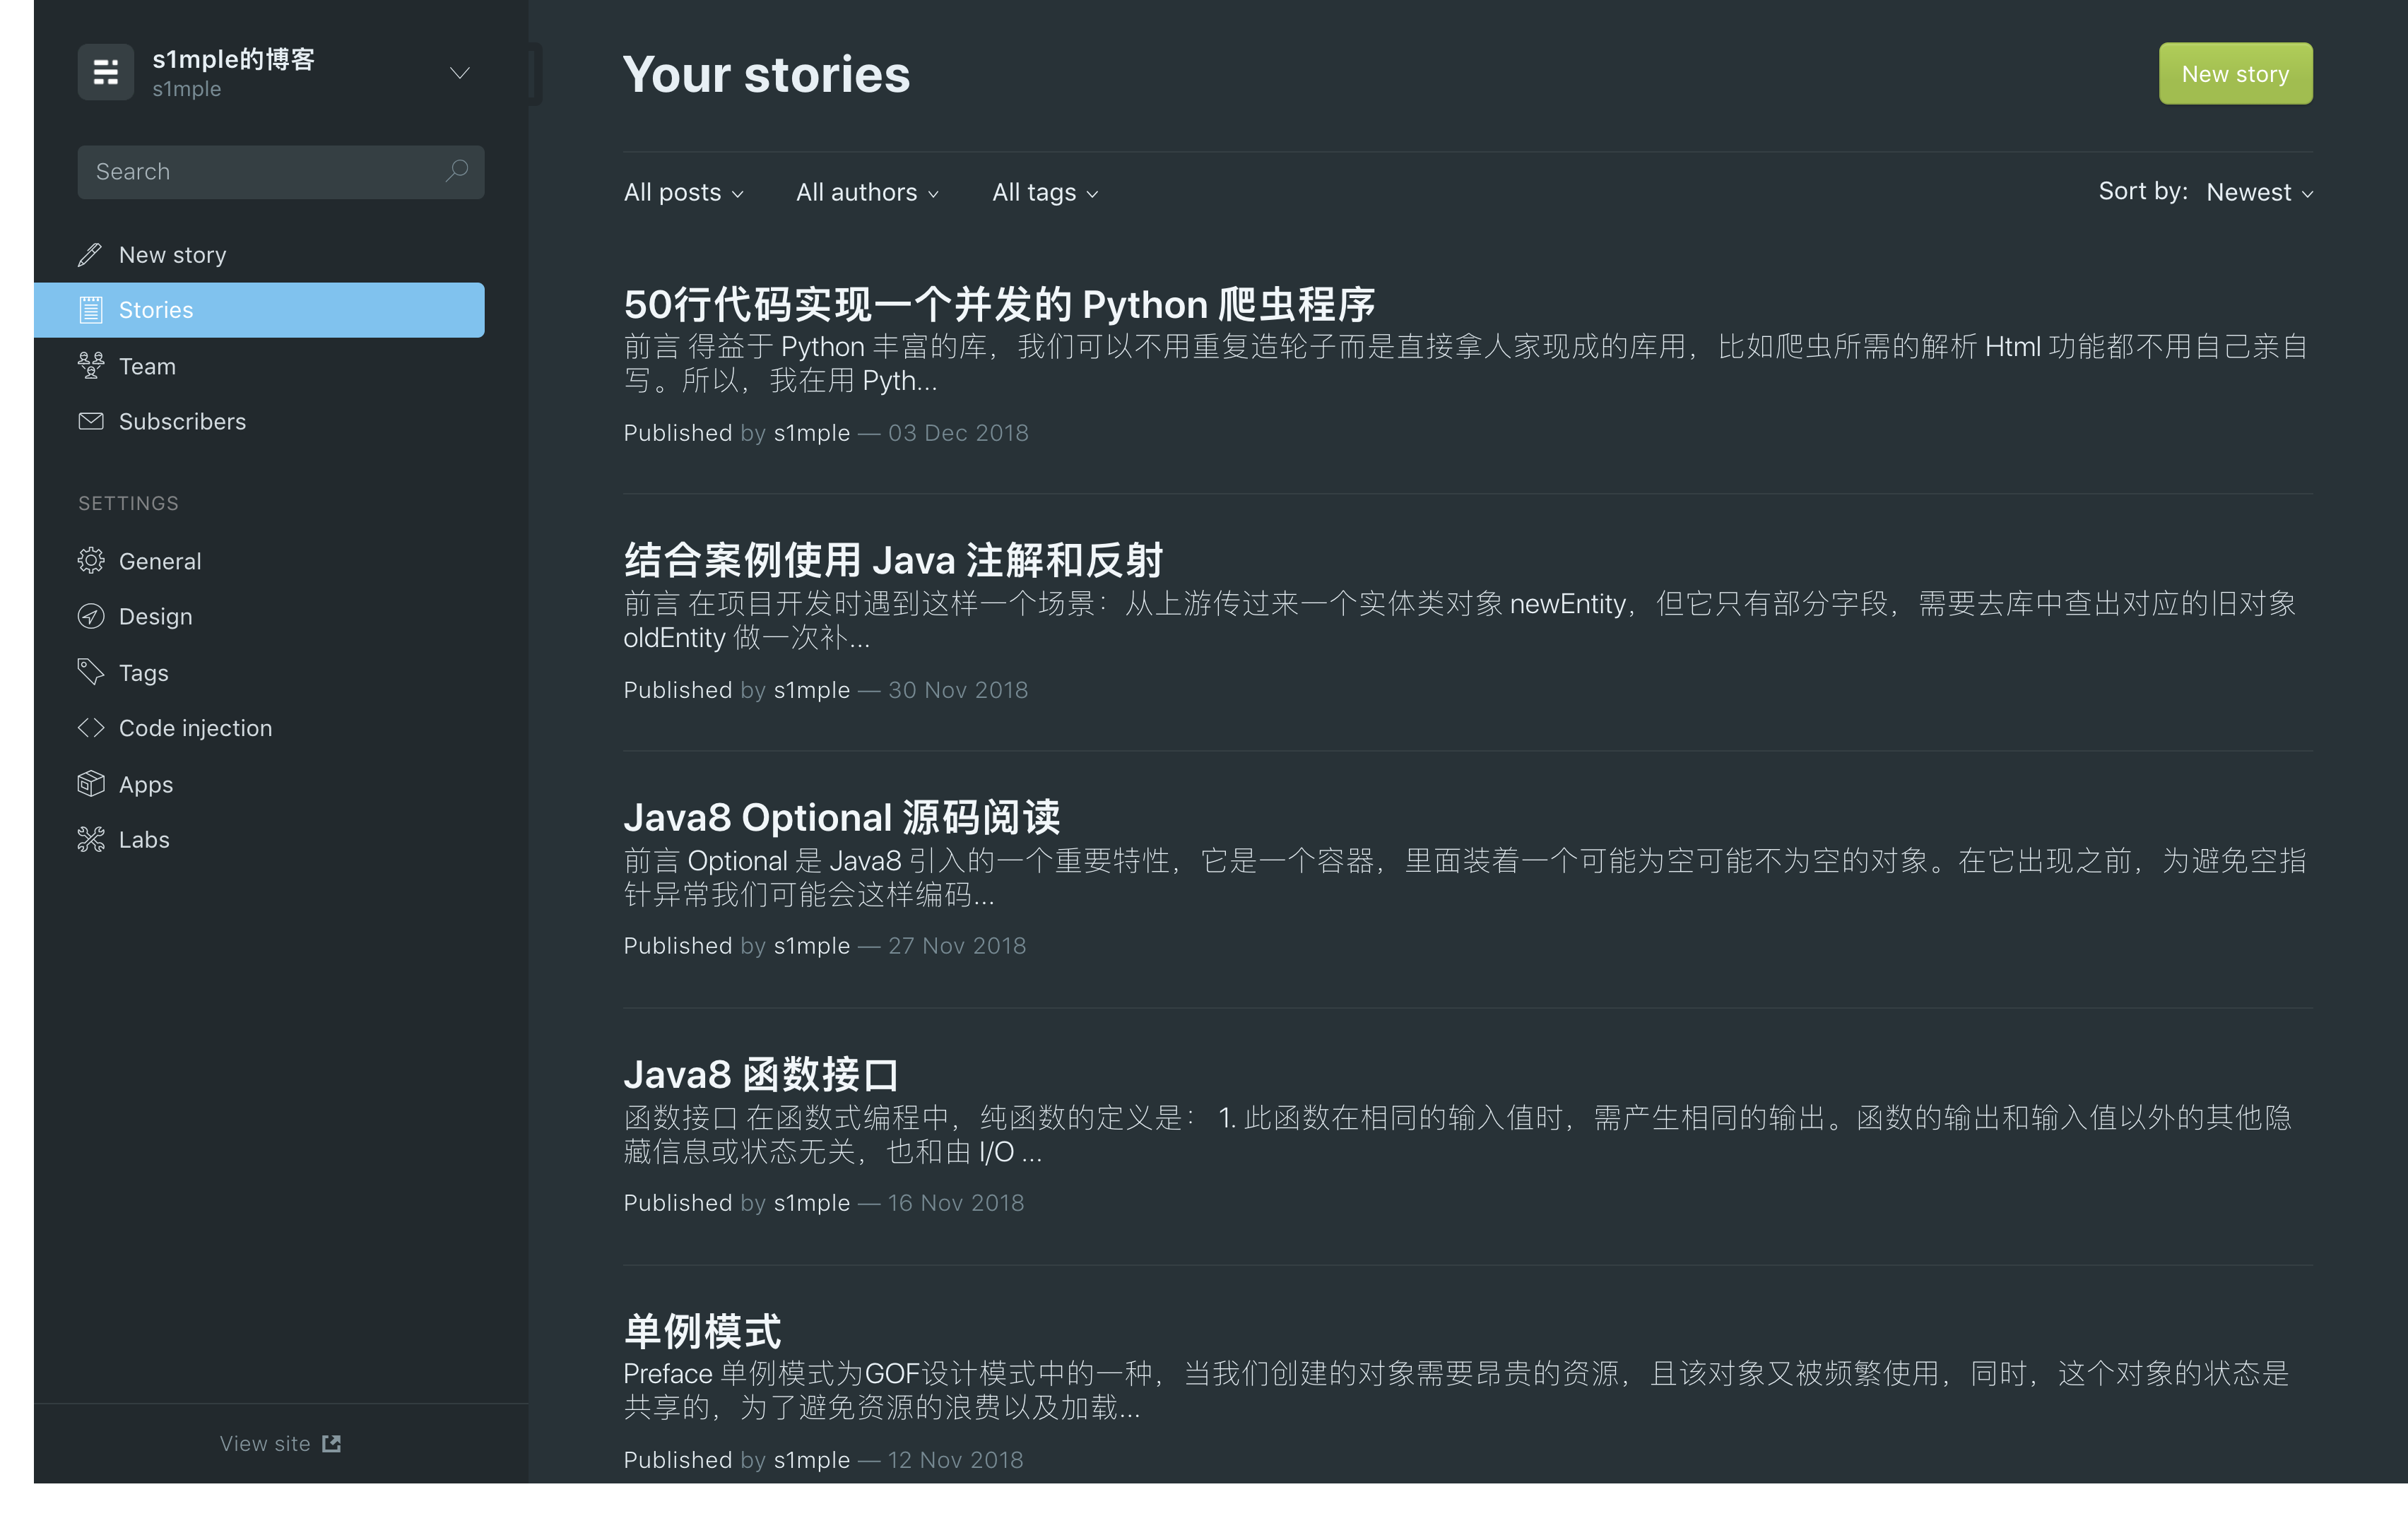 s1mple的博客
s1mple
Search
New story
Stories
Team
Subscribers
SETTINGS
General
Design
Tags
Code injection
Apps
Labs
View site
Your stories
New story
All posts
All authors
All tags
Sort by: Newest
50行代码实现一个并发的 Python 爬虫程序
前言 得益于 Python 丰富的库，我们可以不用重复造轮子而是直接拿人家现成的库用，比如爬虫所需的解析 Html 功能都不用自己亲自
写。所以，我在用 Pyth...
Published by s1mple — 03 Dec 2018
结合案例使用 Java 注解和反射
前言 在项目开发时遇到这样一个场景：从上游传过来一个实体类对象 newEntity，但它只有部分字段，需要去库中查出对应的旧对象
oldEntity 做一次补...
Published by s1mple — 30 Nov 2018
Java8 Optional 源码阅读
前言 Optional 是 Java8 引入的一个重要特性，它是一个容器，里面装着一个可能为空可能不为空的对象。在它出现之前，为避免空指
针异常我们可能会这样编码...
Published by s1mple — 27 Nov 2018
Java8 函数接口
函数接口 在函数式编程中，纯函数的定义是： 1. 此函数在相同的输入值时，需产生相同的输出。函数的输出和输入值以外的其他隐
藏信息或状态无关，也和由 I/O ...
Published by s1mple — 16 Nov 2018
单例模式
Preface 单例模式为GOF设计模式中的一种，当我们创建的对象需要昂贵的资源，且该对象又被频繁使用，同时，这个对象的状态是
共享的，为了避免资源的浪费以及加载...
Published by s1mple — 12 Nov 2018